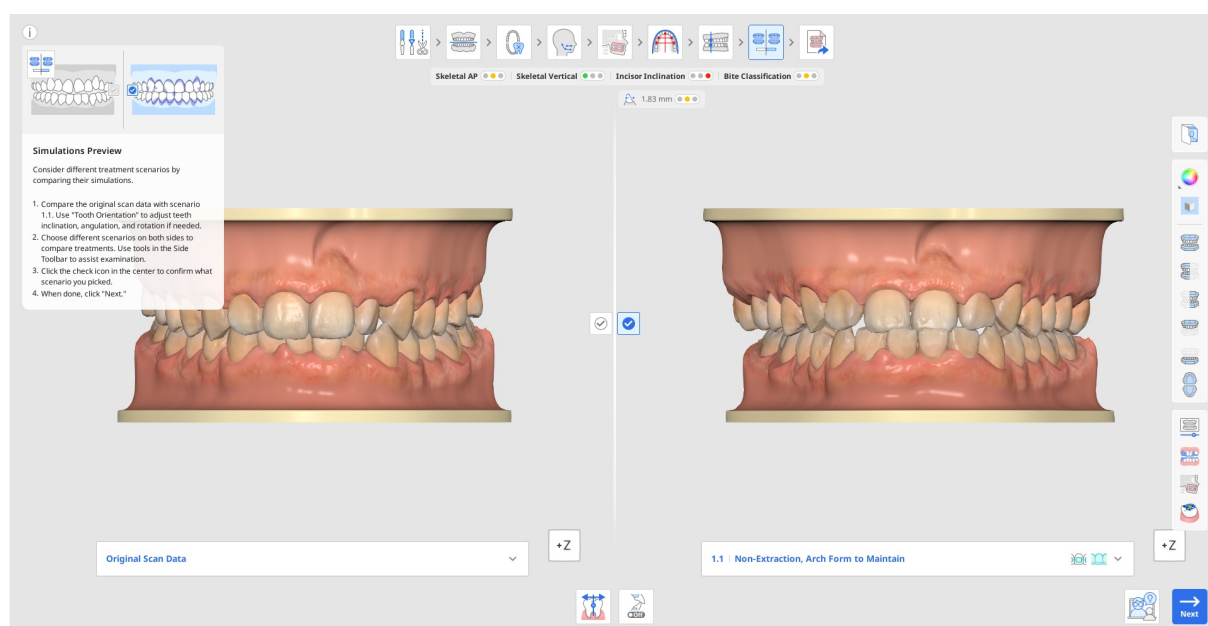 Skeletal AP
Skeletal Vertical
Incisor Inclination
Bite Classification
1.83 mm
Simulations Preview
Consider different treatment scenarios by
comparing their simulations.
1. Compare the original scan data with scenario
1.1. Use "Tooth Orientation" to adjust teeth
inclination, angulation, and rotation if needed.
2. Choose different scenarios on both sides to
compare treatments. Use tools in the Side
Toolbar to assist examination.
3. Click the check icon in the center to confirm what
scenario you picked.
4. When done, click "Next."
+Z
+Z
Original Scan Data
1.1 | Non-Extraction, Arch Form to Maintain
OFF
Next